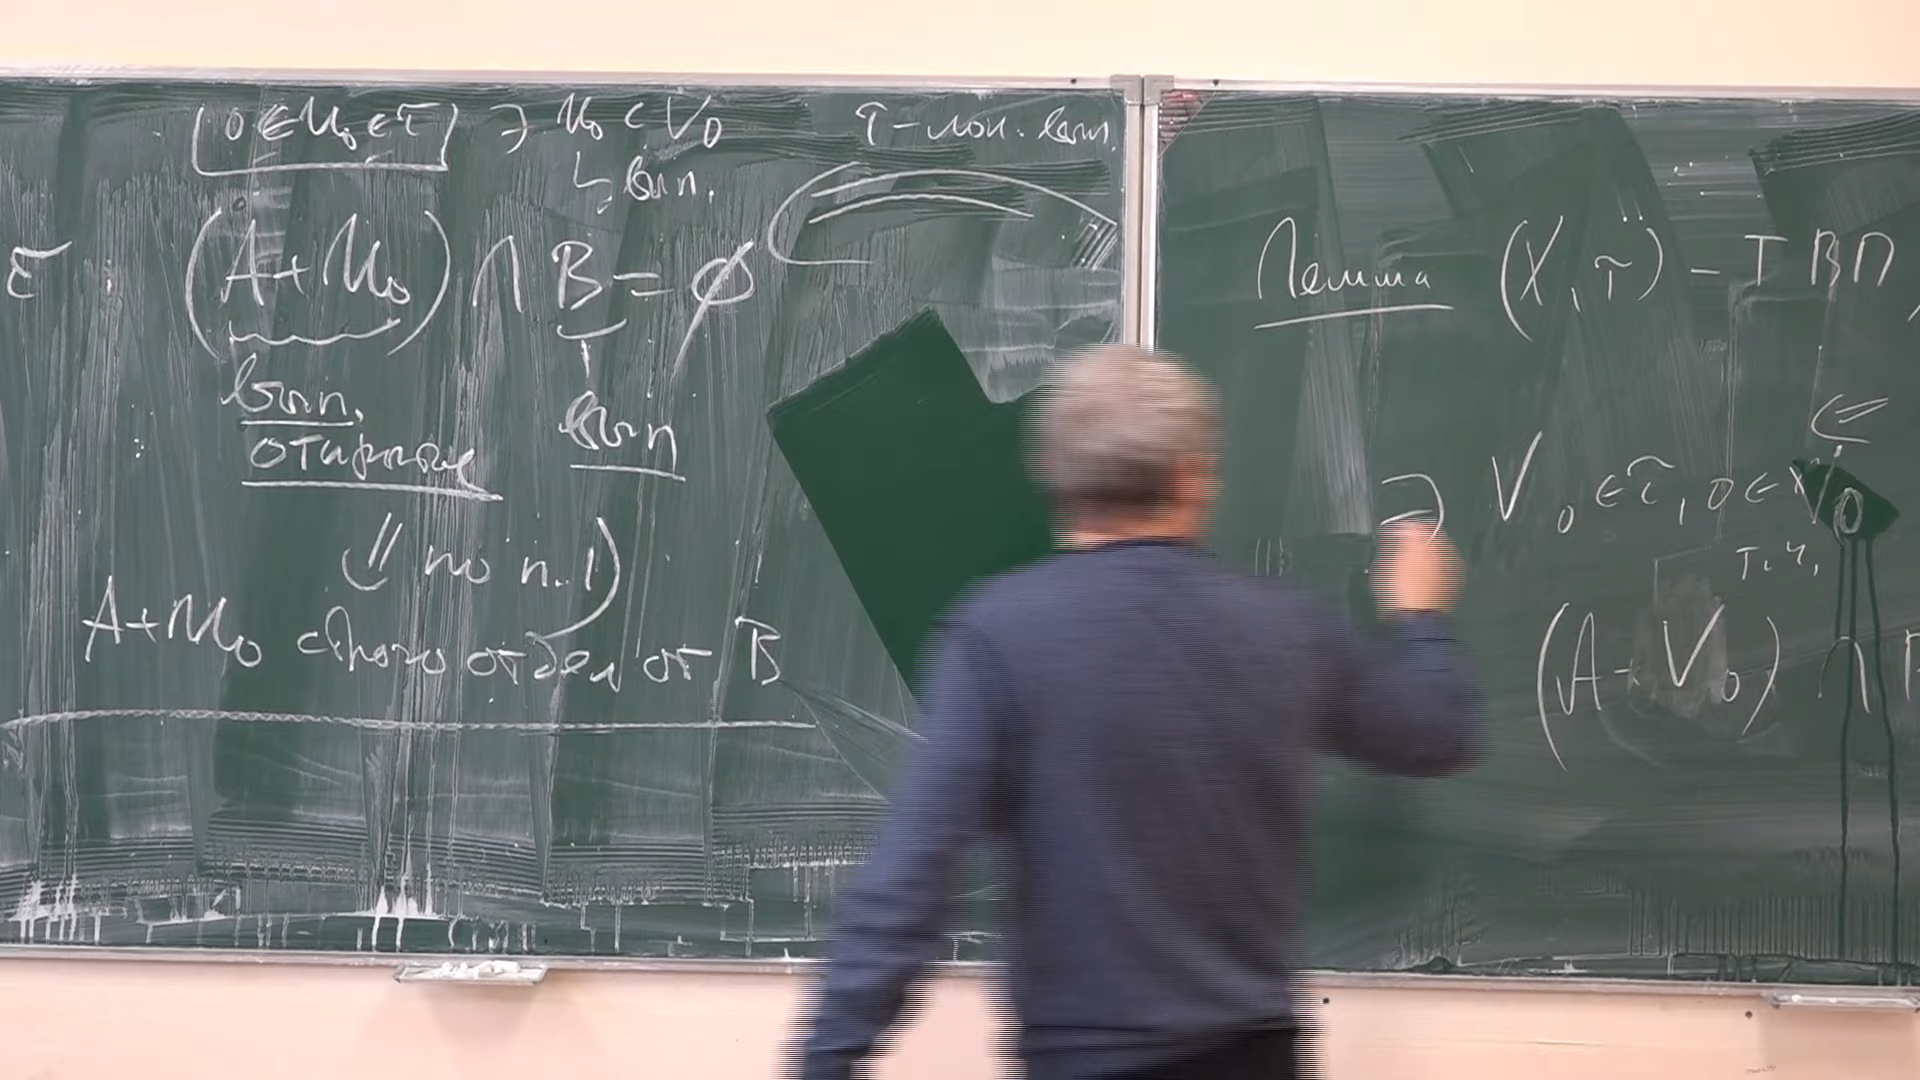 0 ∈ U₀ ∈ τ ∃ U₀ ⊂ V₀ τ - лок. вып.
вып.
(A + U₀) ∩ B = ∅
вып. вып
открытое
⇓ по п. 1)
A + U₀ строго отдел от B
Лемма (X, τ) - ТВП
⇐
∃ V₀ ∈ τ, 0 ∈ V₀
т.ч.
(A + V₀) ∩